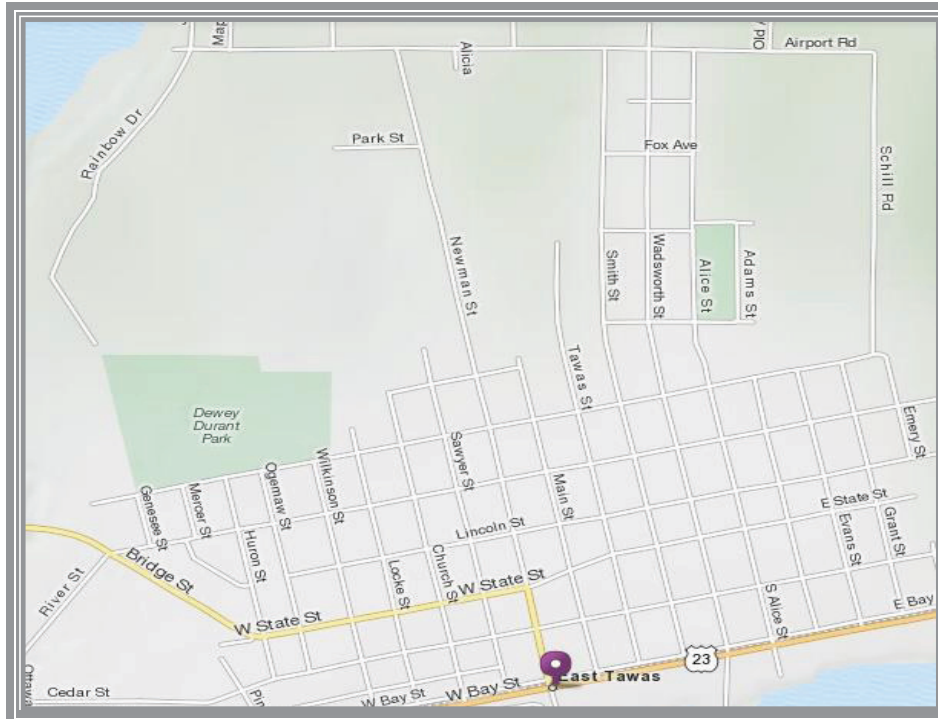 Alicia
Airport Rd
Rainbow Dr
Park St
Fox Ave
Schill Rd
Newman St
Smith St
Wadsworth St
Alice St
Adams St
Tawas St
Dewey
Durant
Park
Emery St
Sawyer St
Wilkinson St
Ogemaw St
Mercer St
Genesee St
Main St
E State St
Lincoln St
Evans St
Grant St
Huron St
Bridge St
Church St
Locke St
W State St
River St
W State St
S Alice St
E Bay
23
East Tawas
W Bay St
W Bay St
Cedar St